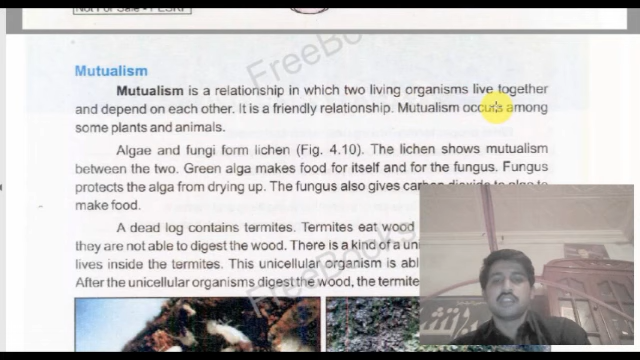 Not For Sale - PESRP
Mutualism
Mutualism is a relationship in which two living organisms live together
and depend on each other. It is a friendly relationship. Mutualism occurs among
some plants and animals.
Algae and fungi form lichen (Fig. 4.10). The lichen shows mutualism
between the two. Green alga makes food for itself and for the fungus. Fungus
protects the alga from drying up. The fungus also gives carbon dioxide to alga to
make food.
A dead log contains termites. Termites eat wood
they are not able to digest the wood. There is a kind of a
lives inside the termites. This unicellular organism is
After the unicellular organisms digest the wood, the termite
FreeBooks